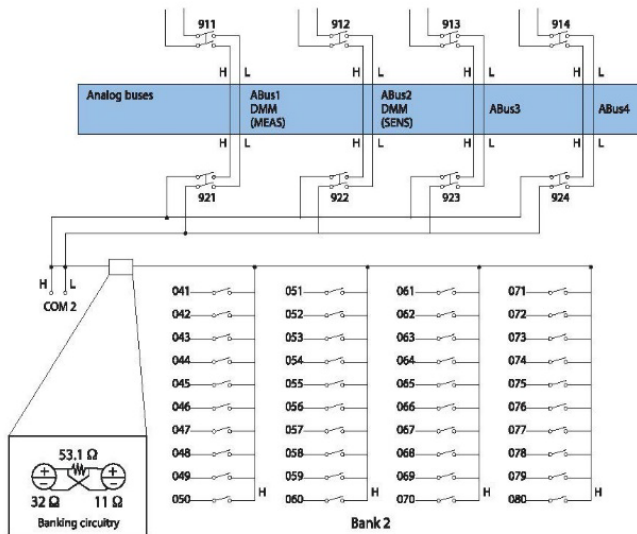 911 912 913 914
H L H L H L H L
Analog buses ABus1 DMM (MEAS) ABus2 DMM (SENS) ABus3 ABus4
H L H L H L H L
921 922 923 924
H L
COM 2
041 051 061 071
042 052 062 072
043 053 063 073
044 054 064 074
045 055 065 075
046 056 066 076
047 057 067 077
048 058 068 078
049 059 069 079
050 H 060 H 070 H 080 H
53.1 Ω
32 Ω 11 Ω
Banking circuitry
Bank 2